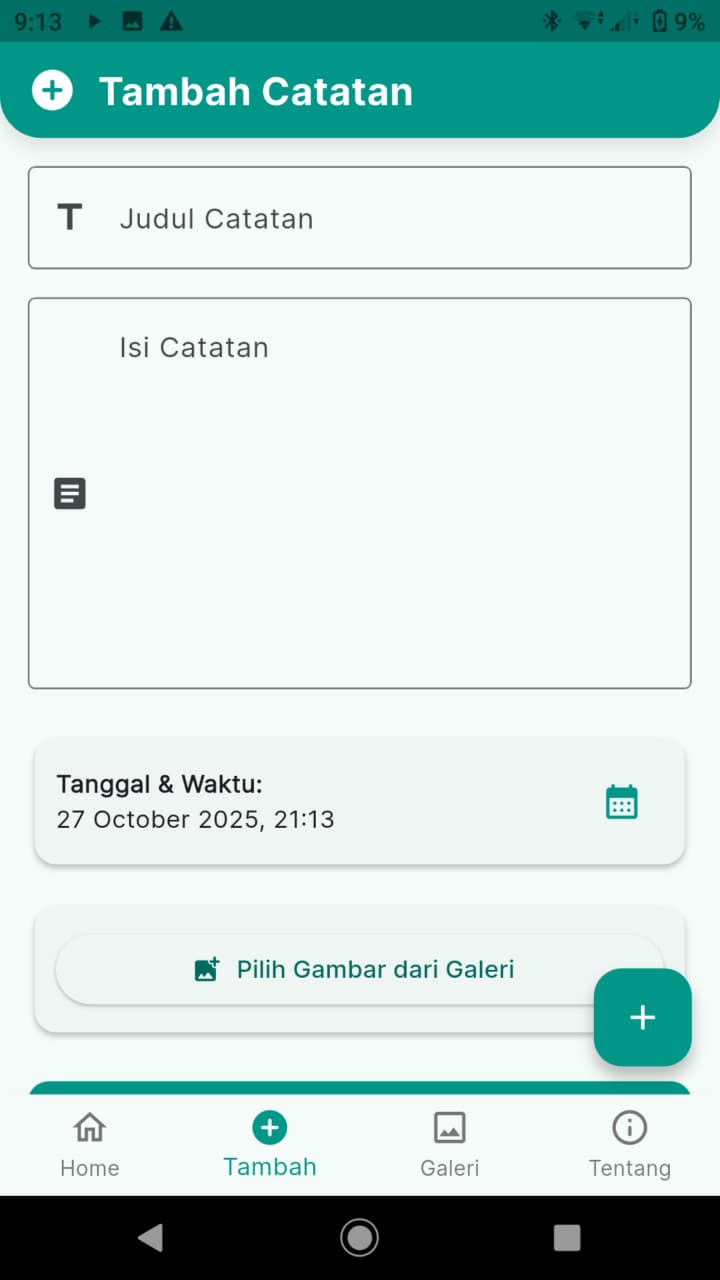 9:13
9%
Tambah Catatan
Judul Catatan
Isi Catatan
Tanggal & Waktu:
27 October 2025, 21:13
Pilih Gambar dari Galeri
Home
Tambah
Galeri
Tentang